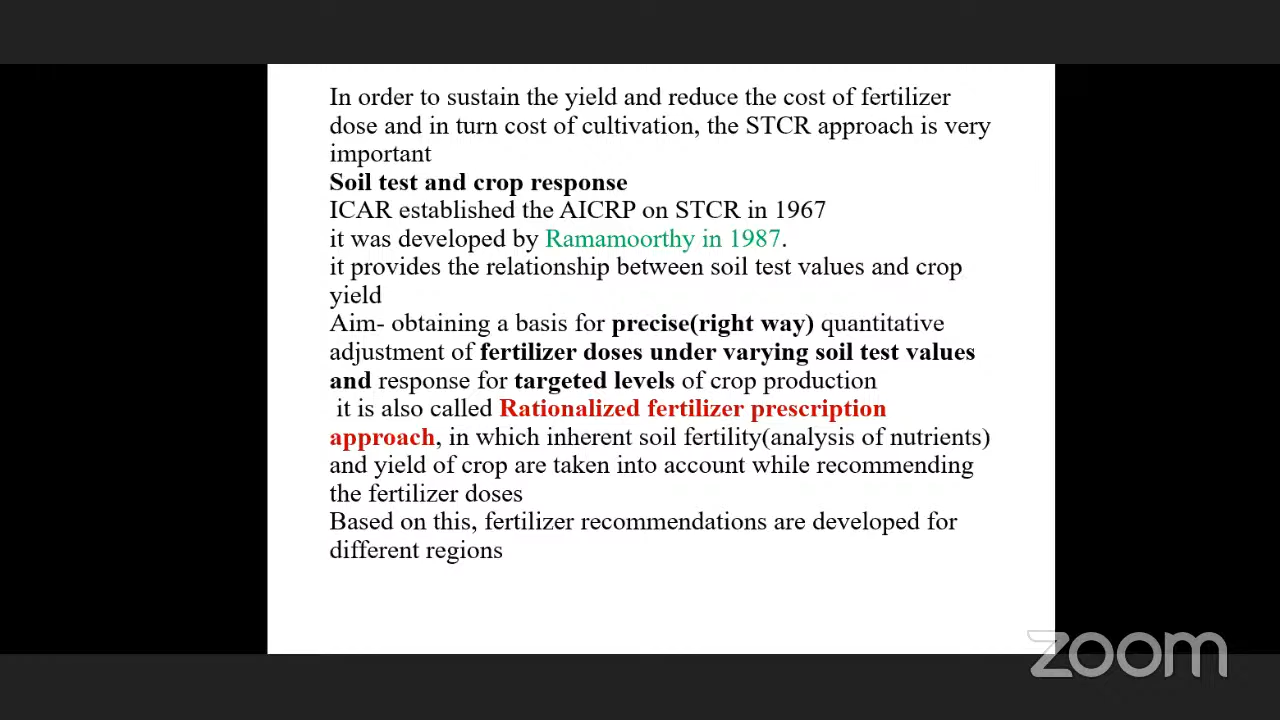 In order to sustain the yield and reduce the cost of fertilizer
dose and in turn cost of cultivation, the STCR approach is very
important
Soil test and crop response
ICAR established the AICRP on STCR in 1967
it was developed by Ramamoorthy in 1987.
it provides the relationship between soil test values and crop
yield
Aim- obtaining a basis for precise(right way) quantitative
adjustment of fertilizer doses under varying soil test values
and response for targeted levels of crop production
it is also called Rationalized fertilizer prescription
approach, in which inherent soil fertility(analysis of nutrients)
and yield of crop are taken into account while recommending
the fertilizer doses
Based on this, fertilizer recommendations are developed for
different regions
zoom